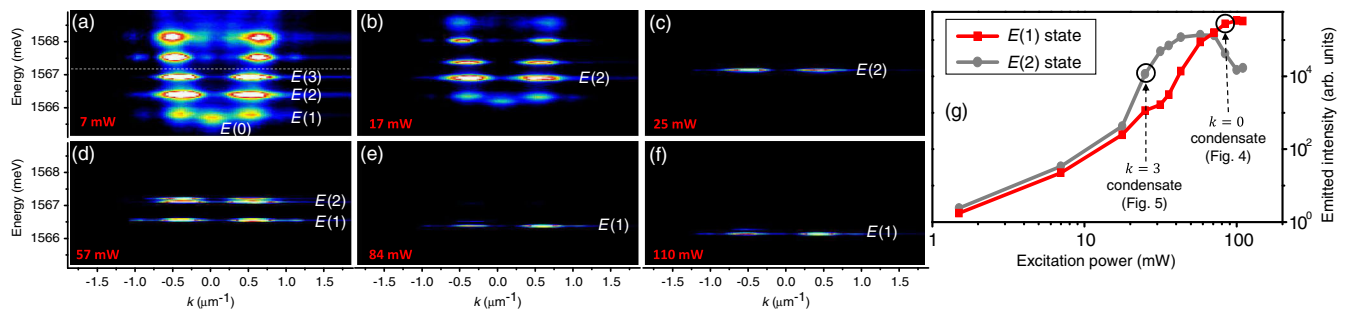 (a)
(b)
(c)
1568
1567
1566
Energy (meV)
E(3)
E(2)
E(1)
E(0)
7 mW
E(2)
17 mW
E(2)
25 mW
(d)
(e)
(f)
1568
1567
1566
Energy (meV)
E(2)
E(1)
57 mW
E(1)
84 mW
E(1)
110 mW
-1.5 -1.0 -0.5 0.0 0.5 1.0 1.5
k (μm⁻¹)
-1.5 -1.0 -0.5 0.0 0.5 1.0 1.5
k (μm⁻¹)
-1.5 -1.0 -0.5 0.0 0.5 1.0 1.5
k (μm⁻¹)
E(1) state
E(2) state
(g)
k = 0
condensate
(Fig. 4)
k = 3
condensate
(Fig. 5)
10⁴
10²
10⁰
Emitted intensity (arb. units)
1 10 100
Excitation power (mW)